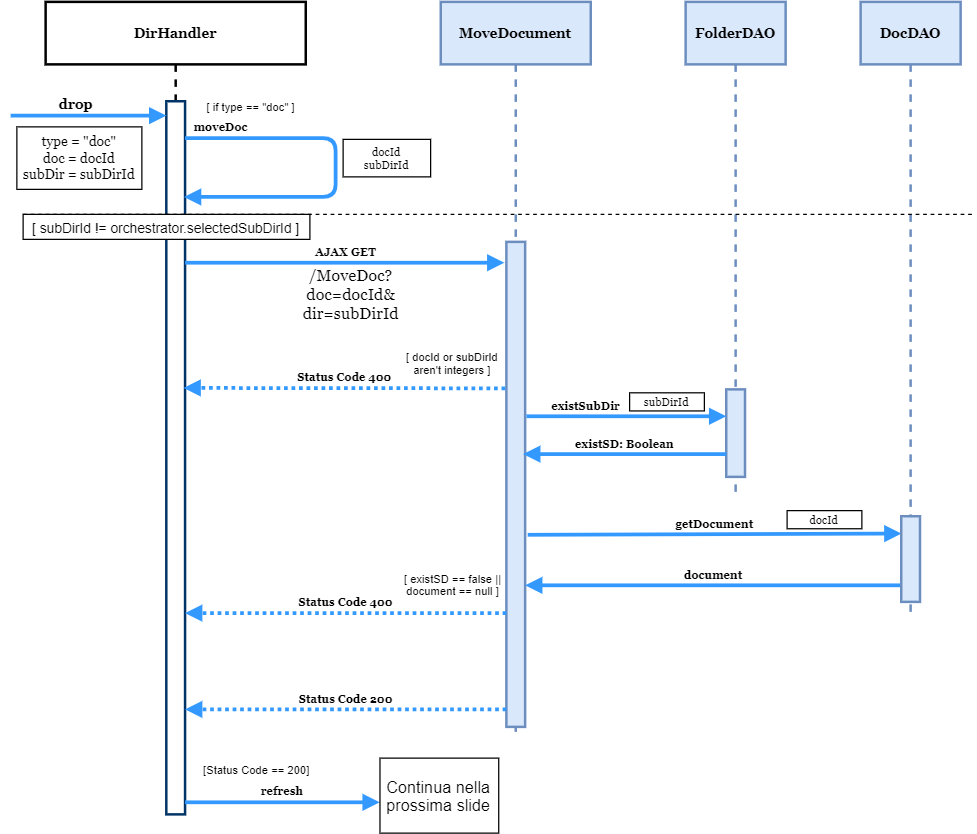 DirHandler
MoveDocument
FolderDAO
DocDAO
drop
[ if type == "doc" ]
moveDoc
type = "doc"
doc = docId
subDir = subDirId
docId
subDirId
[ subDirId != orchestrator.selectedSubDirId ]
AJAX GET
/MoveDoc?
doc=docId&
dir=subDirId
[ docId or subDirId
aren't integers ]
Status Code 400
existSubDir
subDirId
existSD: Boolean
getDocument
docId
document
[ existSD == false ||
document == null ]
Status Code 400
Status Code 200
[Status Code == 200]
refresh
Continua nella
prossima slide